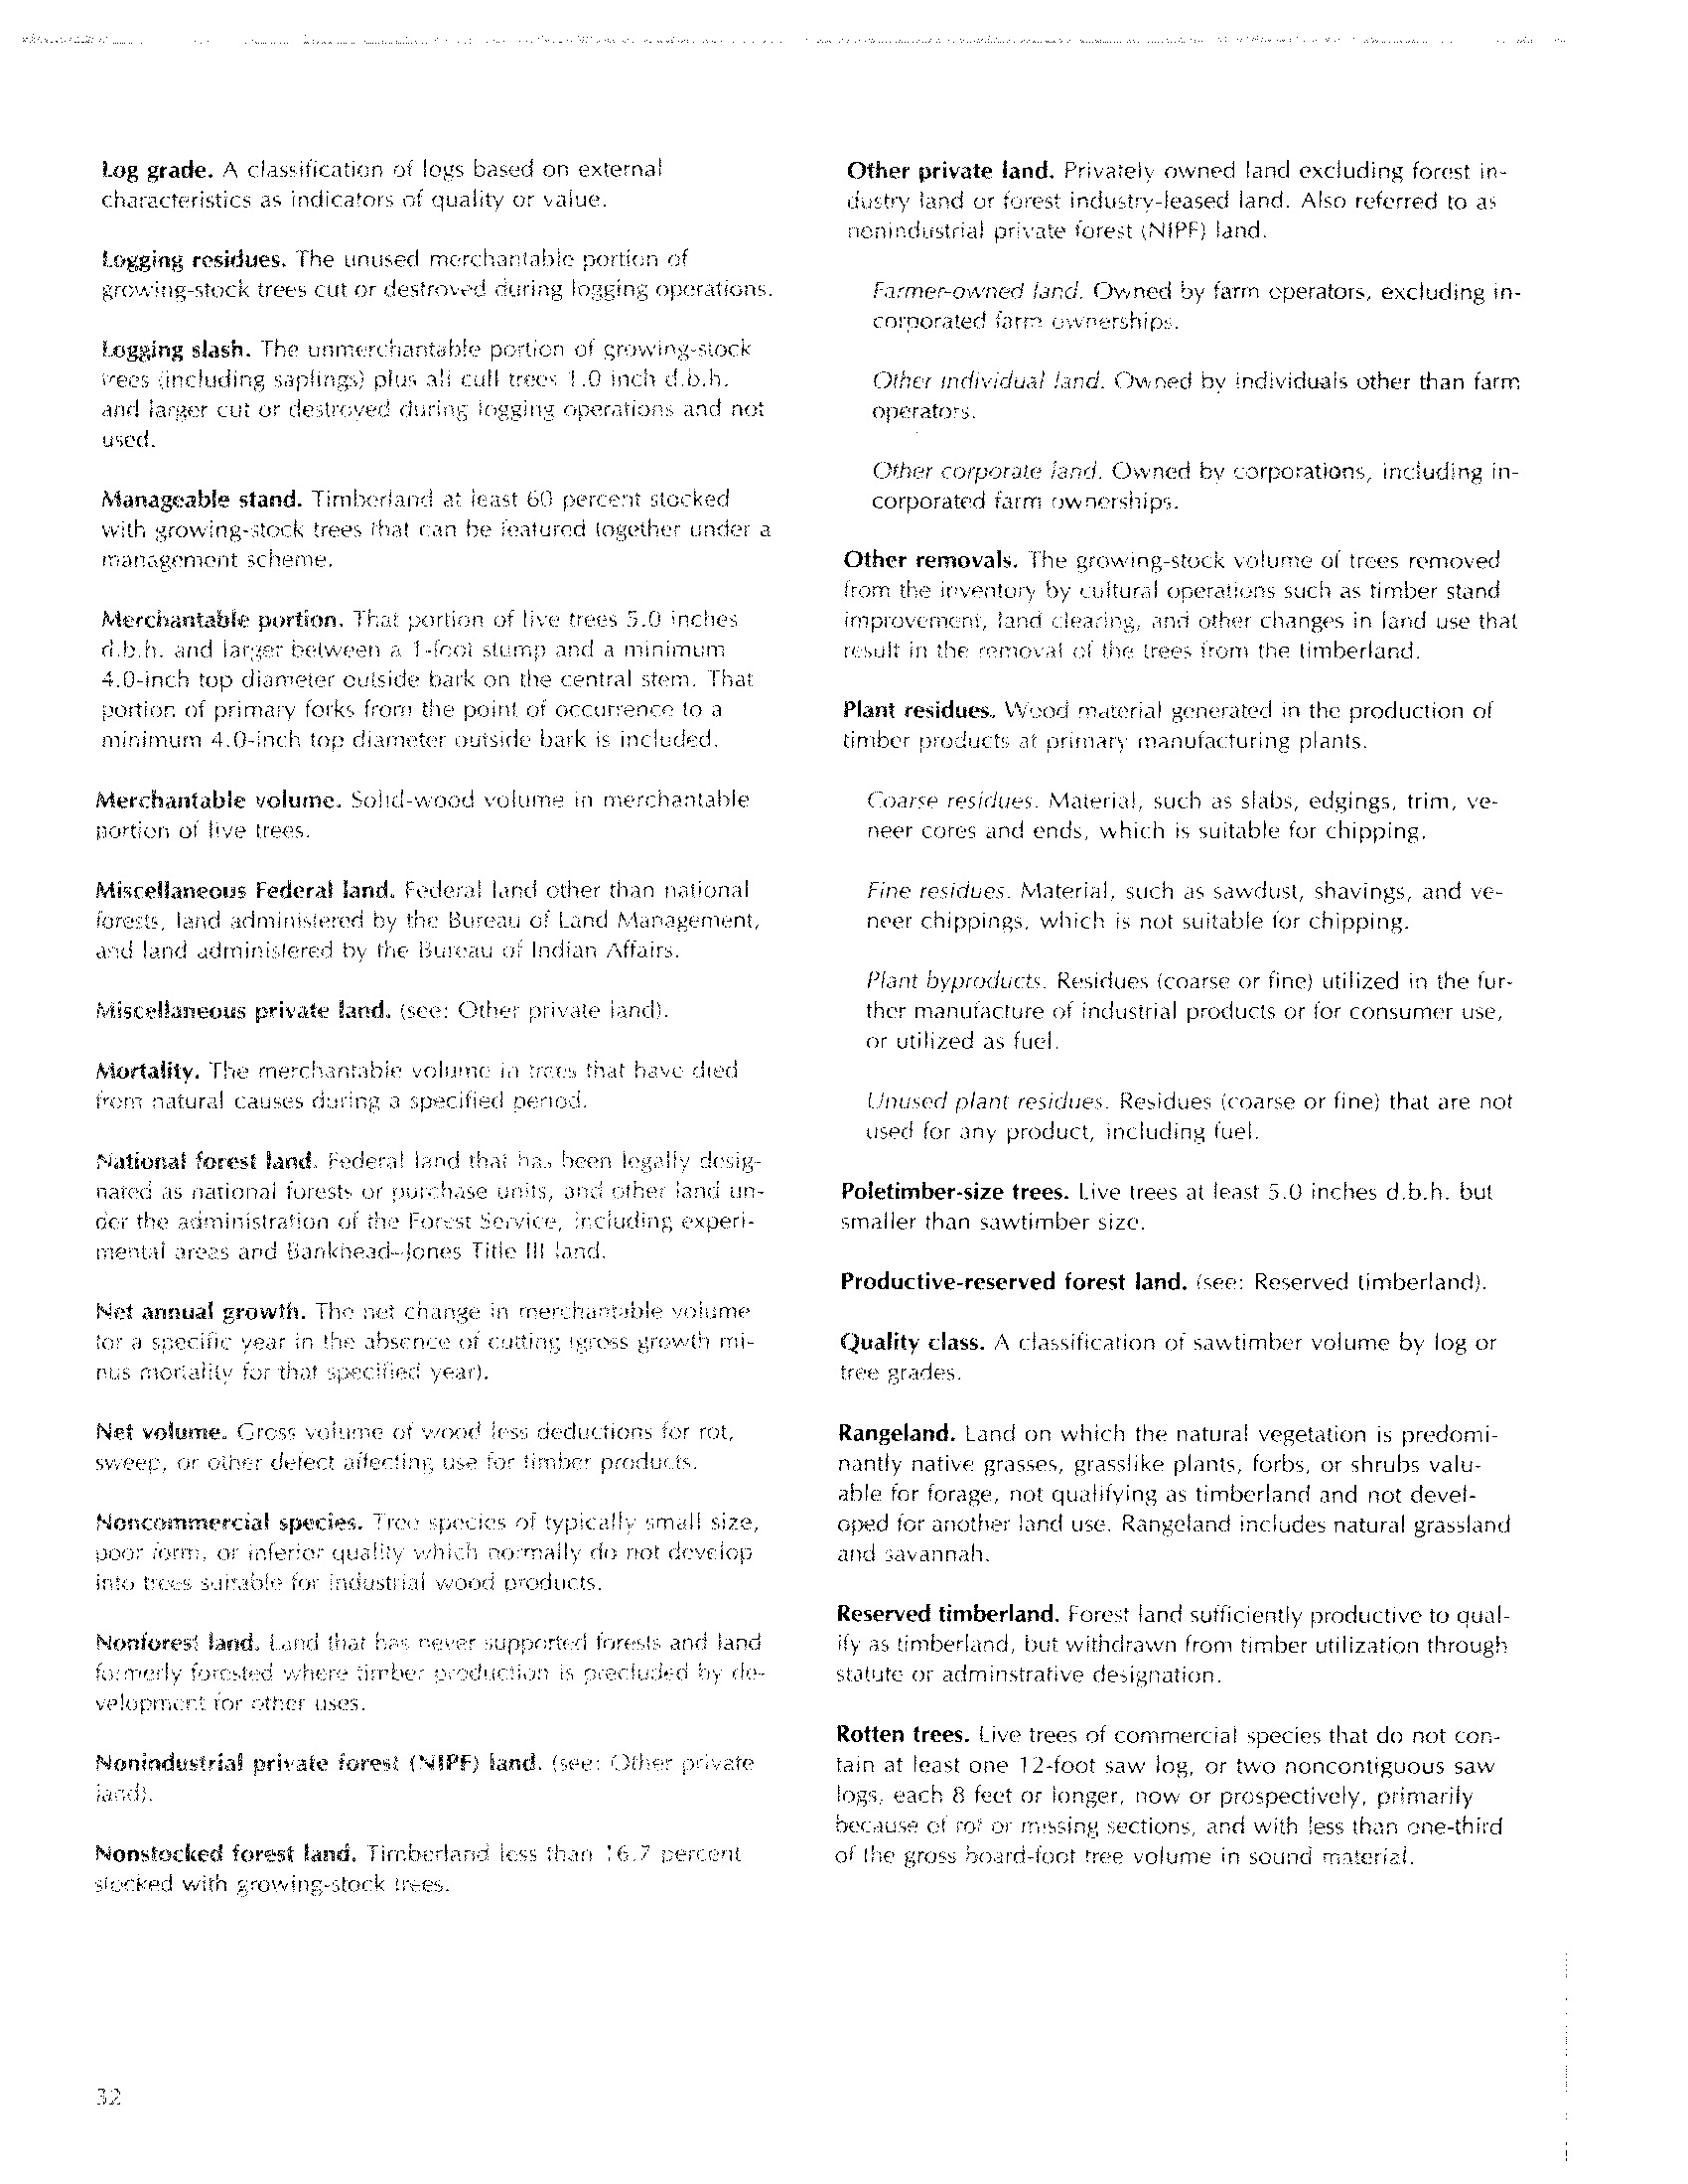 Log grade. A classification of logs based on external
characteristics as indicators of quality or value.
Logging residues. The unused merchantable portion of
growing-stock trees cut or destroyed during logging operations.
Logging slash. The unmerchantable portion of growing-stock
trees (including saplings) plus all cull trees 1.0 inch d.b.h.
and larger cut or destroyed during logging operations and not
used.
Manageable stand. Timberland at least 60 percent stocked
with growing-stock trees that can be featured together under a
management scheme.
Merchantable portion. That portion of live trees 5.0 inches
d.b.h. and larger between a 1-foot stump and a minimum
4.0-inch top diameter outside bark on the central stem. That
portion of primary forks from the point of occurrence to a
minimum 4.0-inch top diameter outside bark is included.
Merchantable volume. Solid-wood volume in merchantable
portion of live trees.
Miscellaneous Federal land. Federal land other than national
forests, land administered by the Bureau of Land Management,
and land administered by the Bureau of Indian Affairs.
Miscellaneous private land. (see: Other private land).
Mortality. The merchantable volume in trees that have died
from natural causes during a specified period.
National forest land. Federal land that has been legally desig-
nated as national forests or purchase units, and other land un-
der the administration of the Forest Service, including experi-
mental areas and Bankhead-Jones Title III land.
Net annual growth. The net change in merchantable volume
for a specific year in the absence of cutting (gross growth mi-
nus mortality for that specified year).
Net volume. Gross volume of wood less deductions for rot,
sweep, or other defect affecting use for timber products.
Noncommercial species. Tree species of typically small size,
poor form, or inferior quality which normally do not develop
into trees suitable for industrial wood products.
Nonforest land. Land that has never supported forests and land
formerly forested where timber production is precluded by de-
velopment for other uses.
Nonindustrial private forest (NIPF) land. (see: Other private
land).
Nonstocked forest land. Timberland less than 16.7 percent
stocked with growing-stock trees.
32
Other private land. Privately owned land excluding forest in-
dustry land or forest industry-leased land. Also referred to as
nonindustrial private forest (NIPF) land.
Farmer-owned land. Owned by farm operators, excluding in-
corporated farm ownerships.
Other individual land. Owned by individuals other than farm
operators.
Other corporate land. Owned by corporations, including in-
corporated farm ownerships.
Other removals. The growing-stock volume of trees removed
from the inventory by cultural operations such as timber stand
improvement, land clearing, and other changes in land use that
result in the removal of the trees from the timberland.
Plant residues. Wood material generated in the production of
timber products at primary manufacturing plants.
Coarse residues. Material, such as slabs, edgings, trim, ve-
neer cores and ends, which is suitable for chipping.
Fine residues. Material, such as sawdust, shavings, and ve-
neer chippings, which is not suitable for chipping.
Plant byproducts. Residues (coarse or fine) utilized in the fur-
ther manufacture of industrial products or for consumer use,
or utilized as fuel.
Unused plant residues. Residues (coarse or fine) that are not
used for any product, including fuel.
Poletimber-size trees. Live trees at least 5.0 inches d.b.h. but
smaller than sawtimber size.
Productive-reserved forest land. (see: Reserved timberland).
Quality class. A classification of sawtimber volume by log or
tree grades.
Rangeland. Land on which the natural vegetation is predomi-
nantly native grasses, grasslike plants, forbs, or shrubs valu-
able for forage, not qualifying as timberland and not devel-
oped for another land use. Rangeland includes natural grassland
and savannah.
Reserved timberland. Forest land sufficiently productive to qual-
ify as timberland, but withdrawn from timber utilization through
statute or adminstrative designation.
Rotten trees. Live trees of commercial species that do not con-
tain at least one 12-foot saw log, or two noncontiguous saw
logs, each 8 feet or longer, now or prospectively, primarily
because of rot or missing sections, and with less than one-third
of the gross board-foot tree volume in sound material.